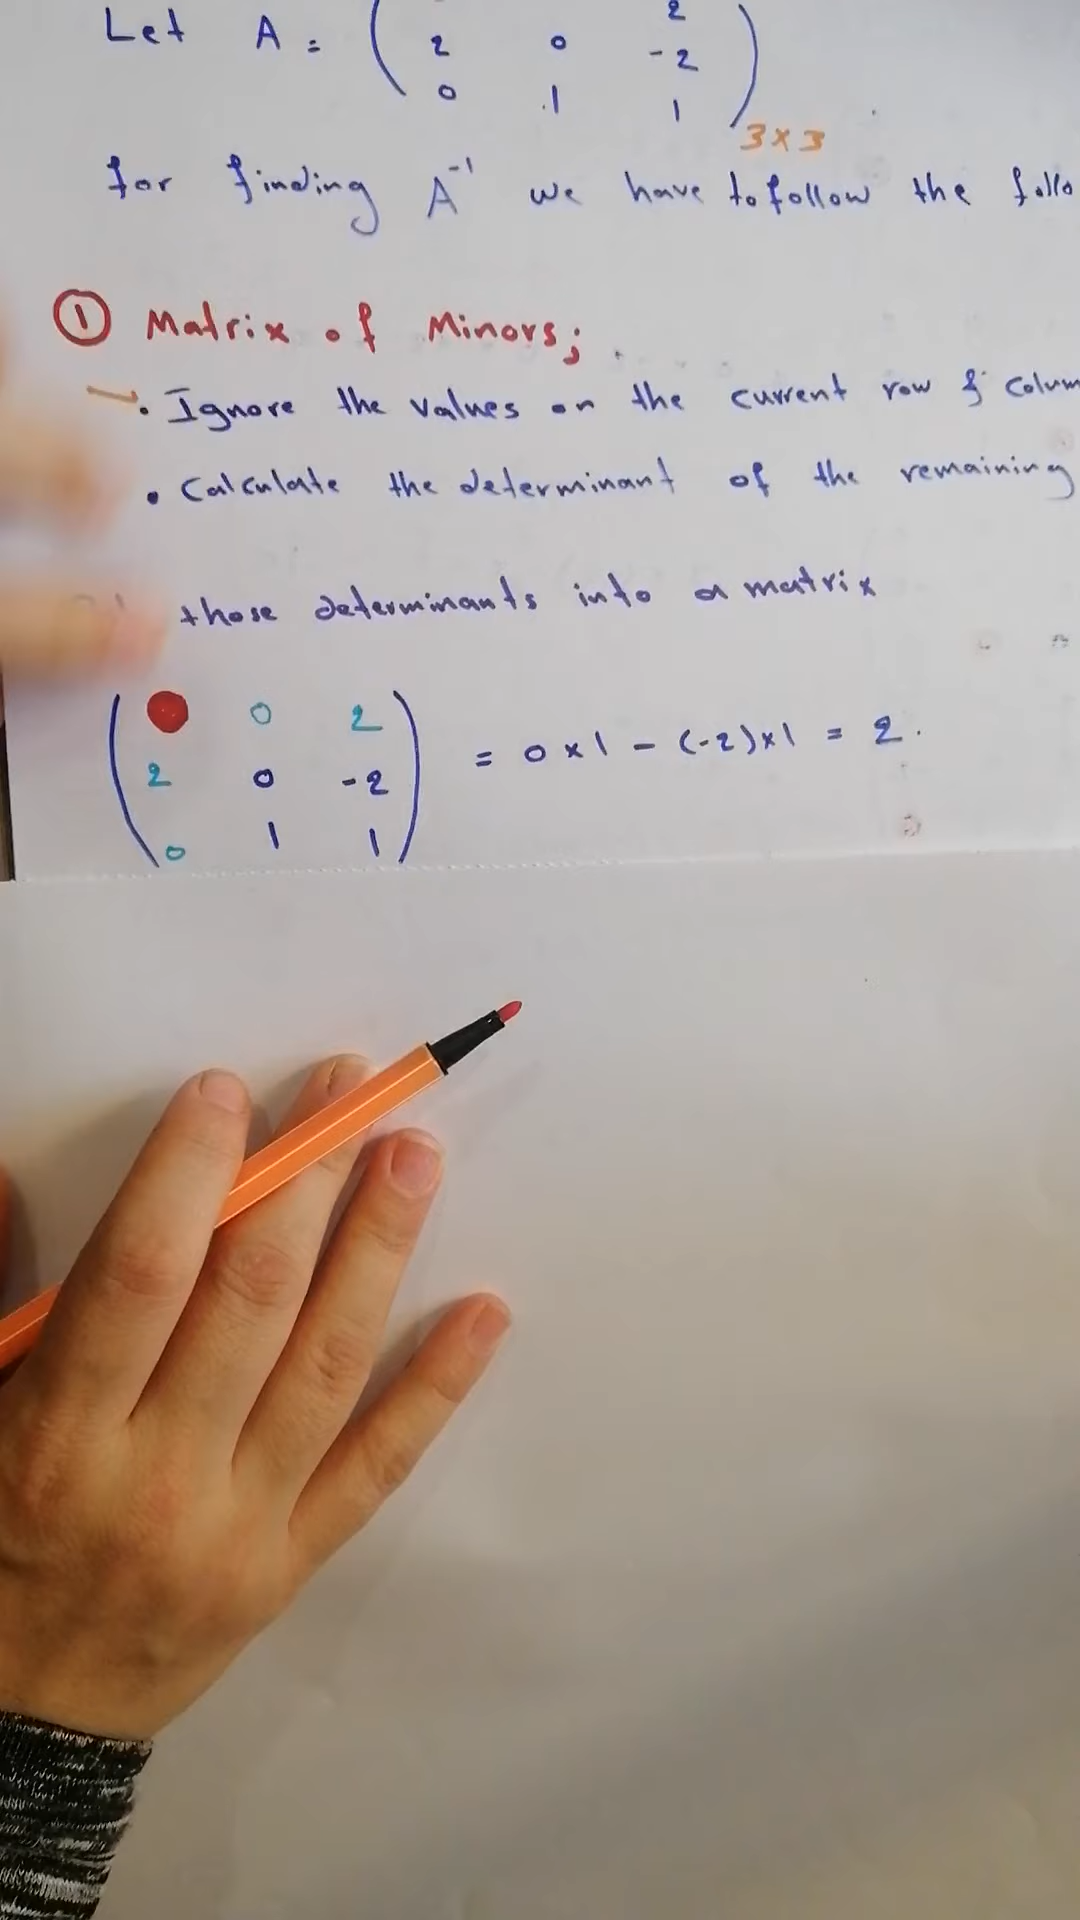 Let A = ( 2
2 0 -2
0 1 1 ) 3×3
for finding A⁻¹ we have to follow the follo
① Matrix of Minors;
• Ignore the values on the current row & colum
• Calculate the determinant of the remaining
those determinants into a matrix
( 0 2
2 0 -2 = 0×1 - (-2)×1 = 2.
0 1 1 )